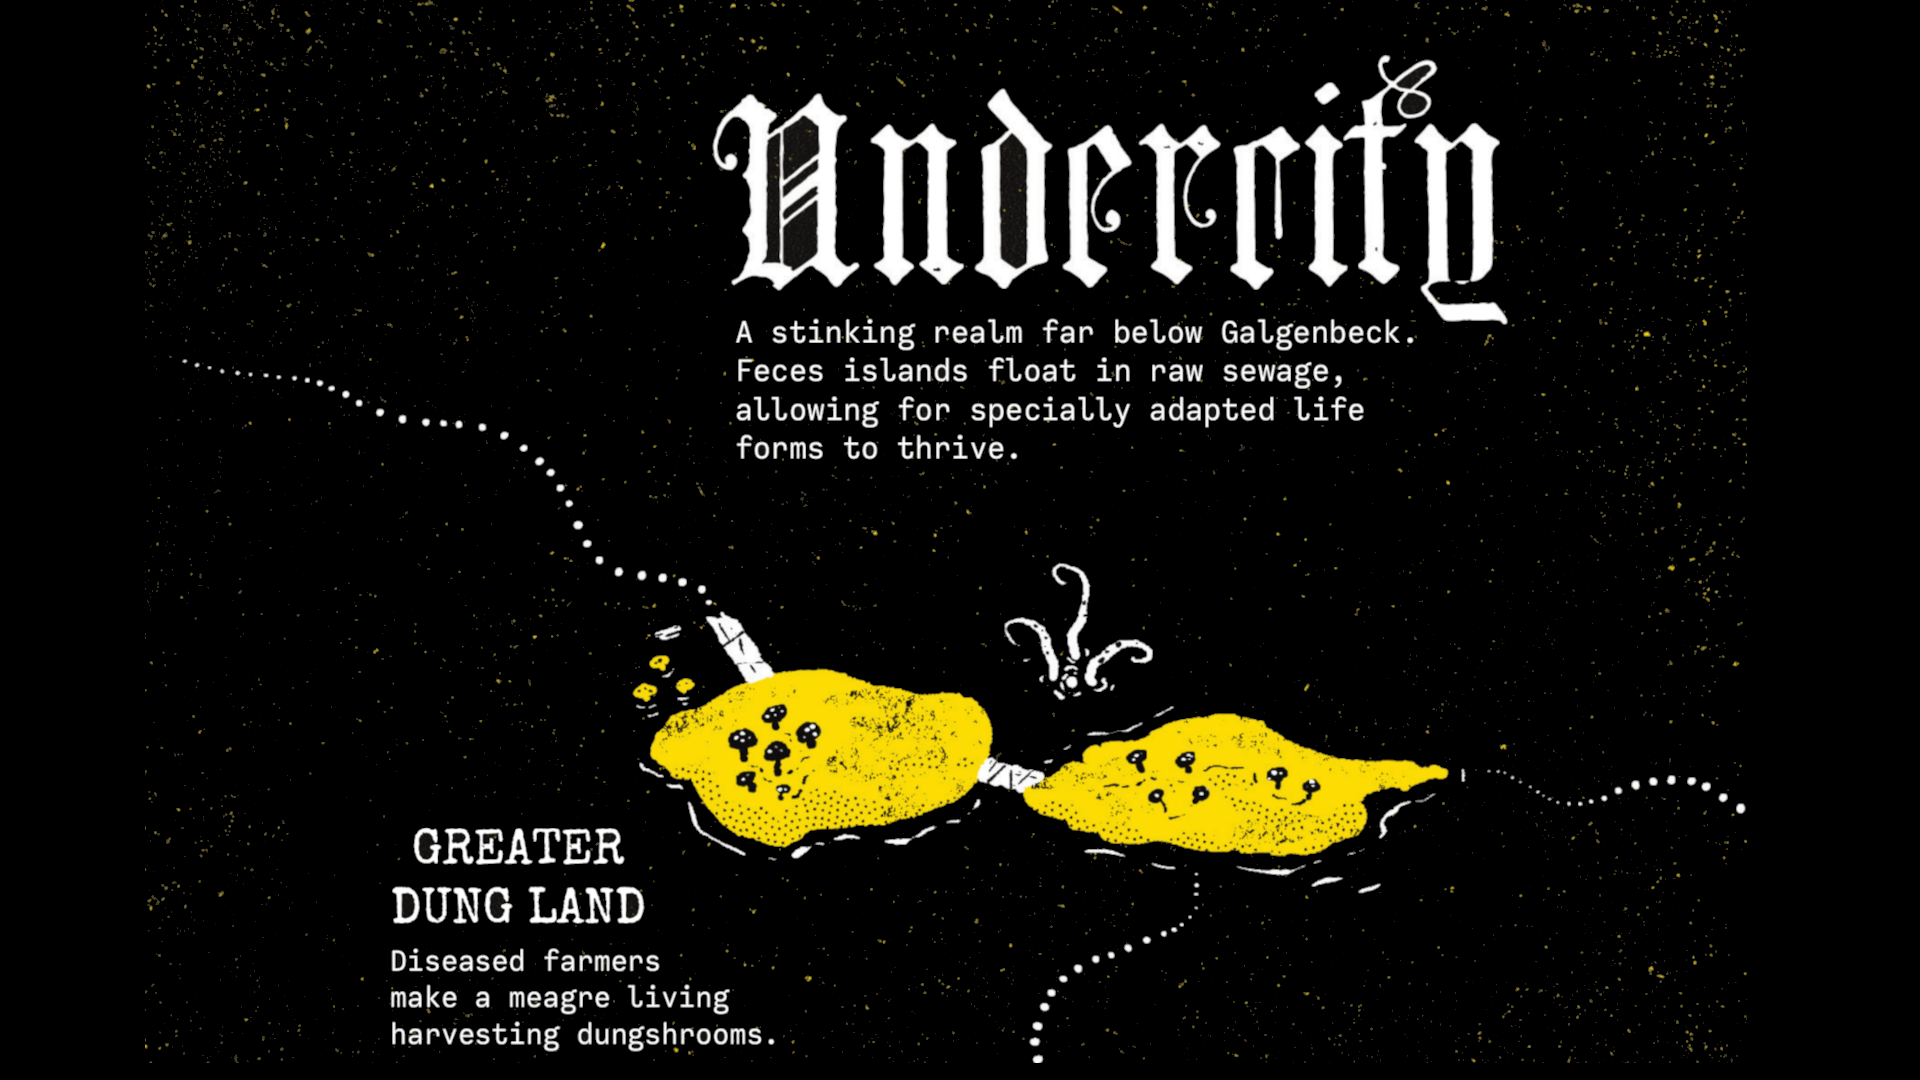 Undercity
A stinking realm far below Galgenbeck.
Feces islands float in raw sewage,
allowing for specially adapted life
forms to thrive.
GREATER
DUNG LAND
Diseased farmers
make a meagre living
harvesting dungshrooms.